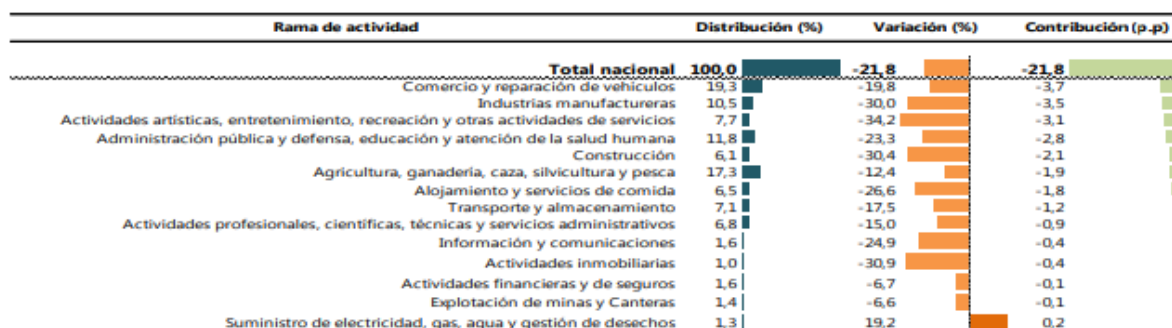 Rama de actividad Distribución (%) Variación (%) Contribución (p.p)
Total nacional 100,0 -21,8 -21,8
Comercio y reparación de vehículos 19,3 -19,8 -3,7
Industrias manufactureras 10,5 -30,0 -3,5
Actividades artísticas, entretenimiento, recreación y otras actividades de servicios 7,7 -34,2 -3,1
Administración pública y defensa, educación y atención de la salud humana 11,8 -23,3 -2,8
Construcción 6,1 -30,4 -2,1
Agricultura, ganadería, caza, silvicultura y pesca 17,3 -12,4 -1,9
Alojamiento y servicios de comida 6,5 -26,6 -1,8
Transporte y almacenamiento 7,1 -17,5 -1,2
Actividades profesionales, científicas, técnicas y servicios administrativos 6,8 -15,0 -0,9
Información y comunicaciones 1,6 -24,9 -0,4
Actividades inmobiliarias 1,0 -30,9 -0,4
Actividades financieras y de seguros 1,6 -6,7 -0,1
Explotación de minas y Canteras 1,4 -6,6 -0,1
Suministro de electricidad, gas, agua y gestión de desechos 1,3 19,2 0,2